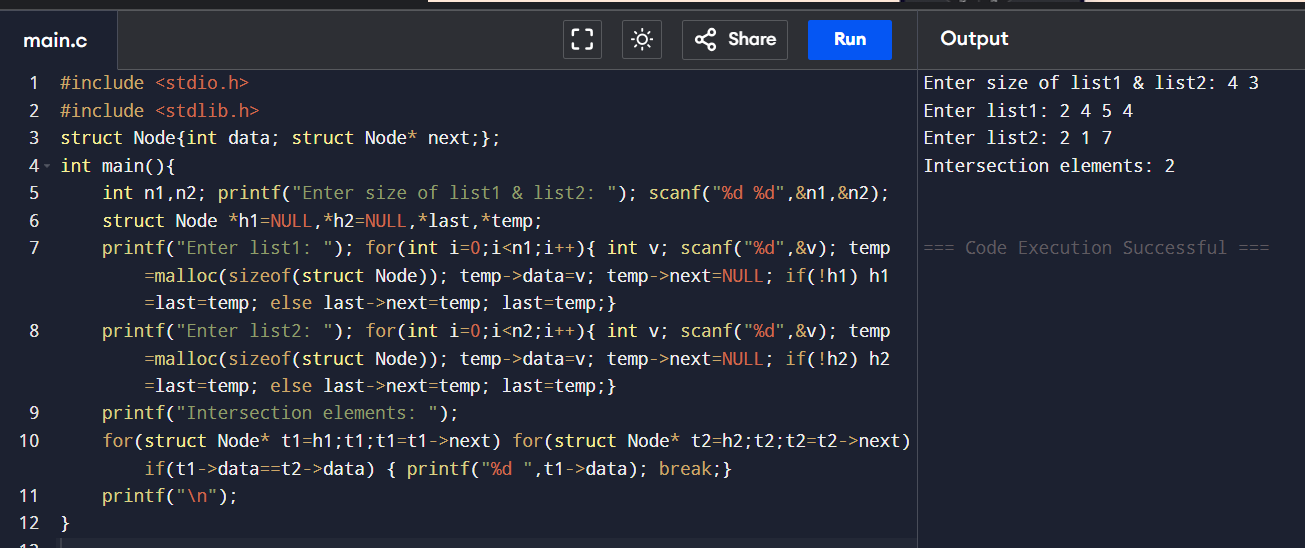 main.c Share Run Output
1 #include <stdio.h>
2 #include <stdlib.h>
3 struct Node{int data; struct Node* next;};
4 int main(){
5 int n1,n2; printf("Enter size of list1 & list2: "); scanf("%d %d",&n1,&n2);
6 struct Node *h1=NULL,*h2=NULL,*last,*temp;
7 printf("Enter list1: "); for(int i=0;i<n1;i++){ int v; scanf("%d",&v); temp
=malloc(sizeof(struct Node)); temp->data=v; temp->next=NULL; if(!h1) h1
=last=temp; else last->next=temp; last=temp;}
8 printf("Enter list2: "); for(int i=0;i<n2;i++){ int v; scanf("%d",&v); temp
=malloc(sizeof(struct Node)); temp->data=v; temp->next=NULL; if(!h2) h2
=last=temp; else last->next=temp; last=temp;}
9 printf("Intersection elements: ");
10 for(struct Node* t1=h1;t1;t1=t1->next) for(struct Node* t2=h2;t2;t2=t2->next)
if(t1->data==t2->data) { printf("%d ",t1->data); break;}
11 printf("\n");
12 }
Enter size of list1 & list2: 4 3
Enter list1: 2 4 5 4
Enter list2: 2 1 7
Intersection elements: 2
=== Code Execution Successful ===